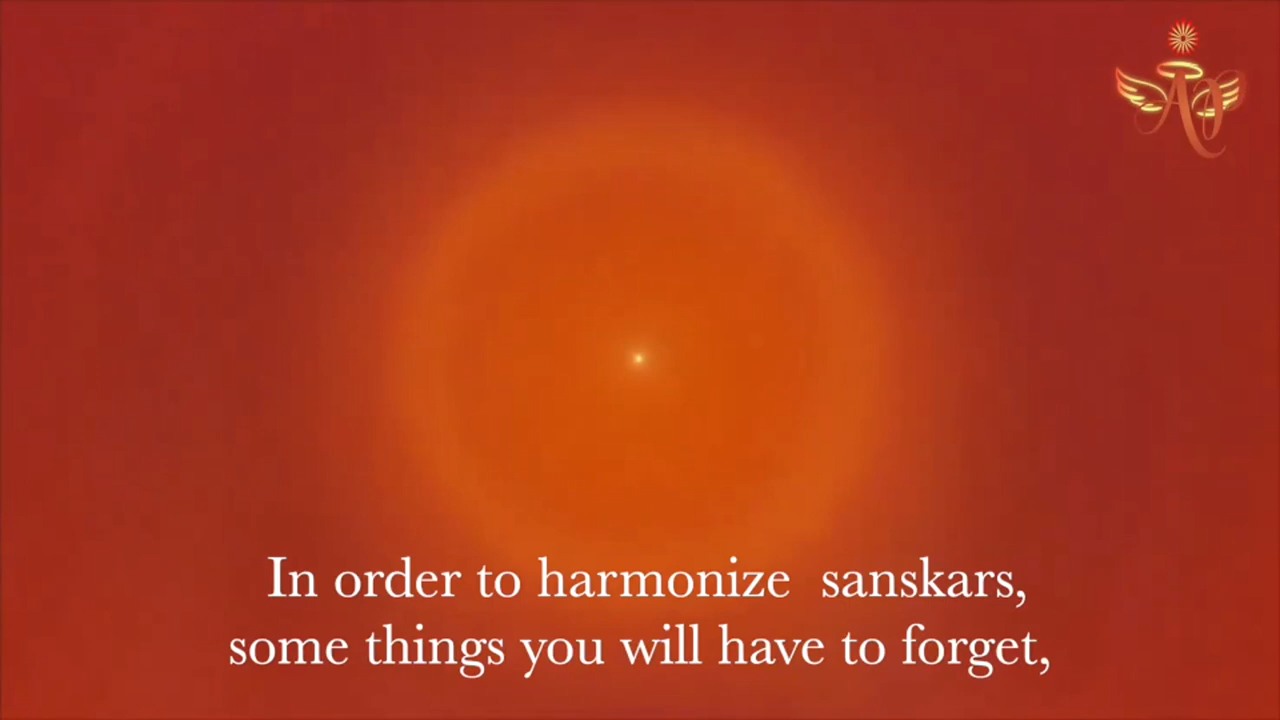 In order to harmonize  sanskars,
some things you will have to forget,